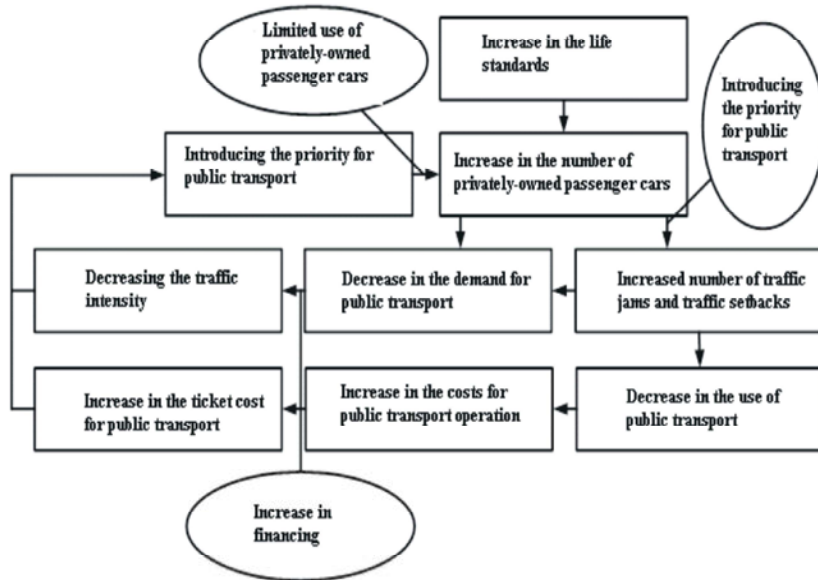 Limited use of
privately-owned
passenger cars
Increase in the life
standards
Introducing
the priority
for public
transport
Introducing the priority for
public transport
Increase in the number of
privately-owned passenger cars
Decreasing the traffic
intensity
Decrease in the demand for
public transport
Increased number of traffic
jams and traffic setbacks
Increase in the ticket cost
for public transport
Increase in the costs for
public transport operation
Decrease in the use of
public transport
Increase in
financing